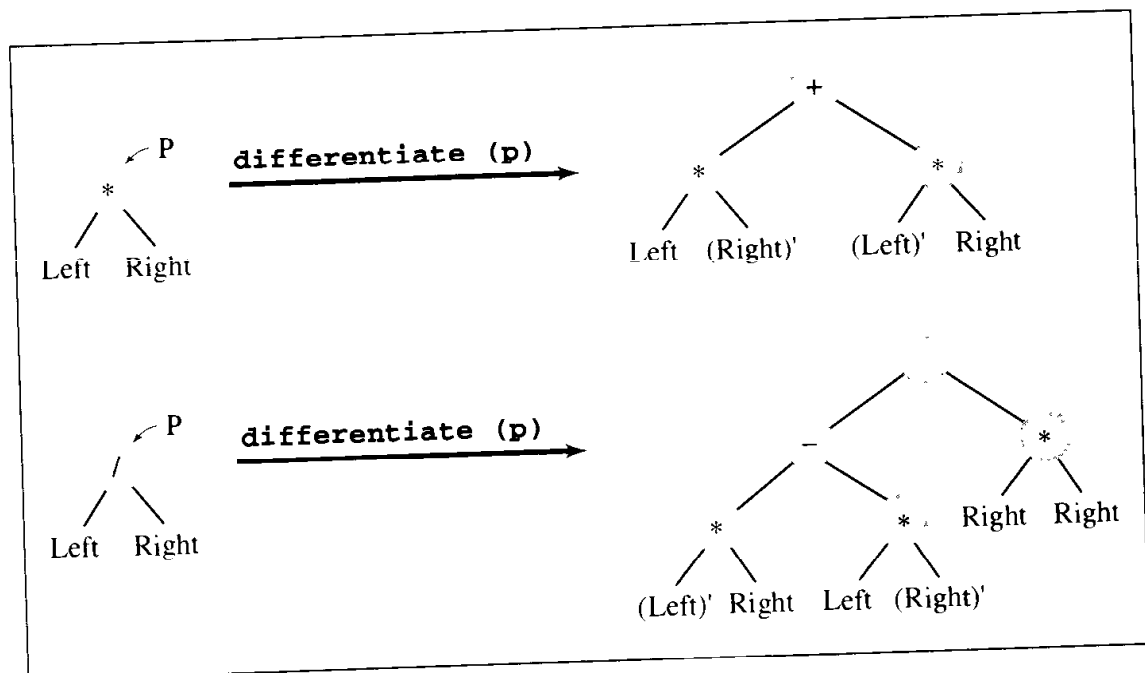 P
differentiate (p)
+
*
*
*
Left Right
Left (Right)' (Left)' Right
P
differentiate (p)
/
−
*
Left Right
*
*
Right Right
(Left)' Right Left (Right)'